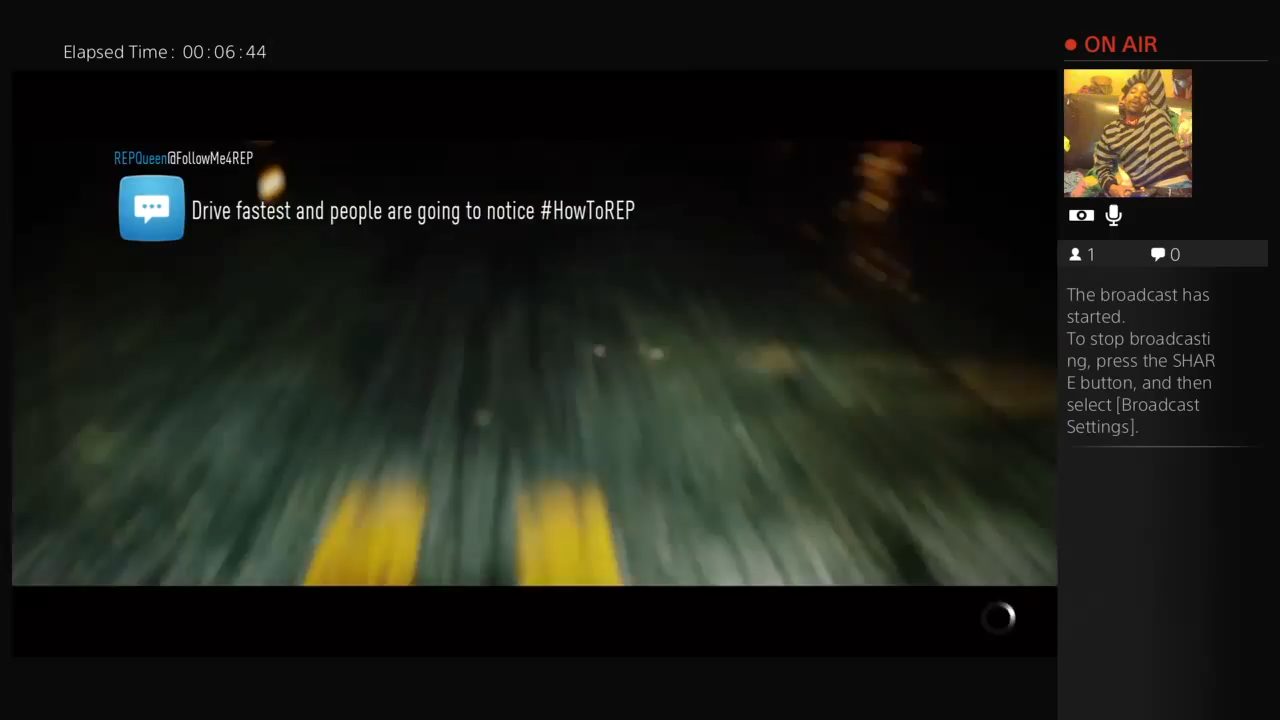 Elapsed Time: 00:06:44
ON AIR
REPQueen@FollowMe4REP
Drive fastest and people are going to notice #HowToREP
1
0
The broadcast has
started.
To stop broadcasti
ng, press the SHAR
E button, and then
select [Broadcast
Settings].